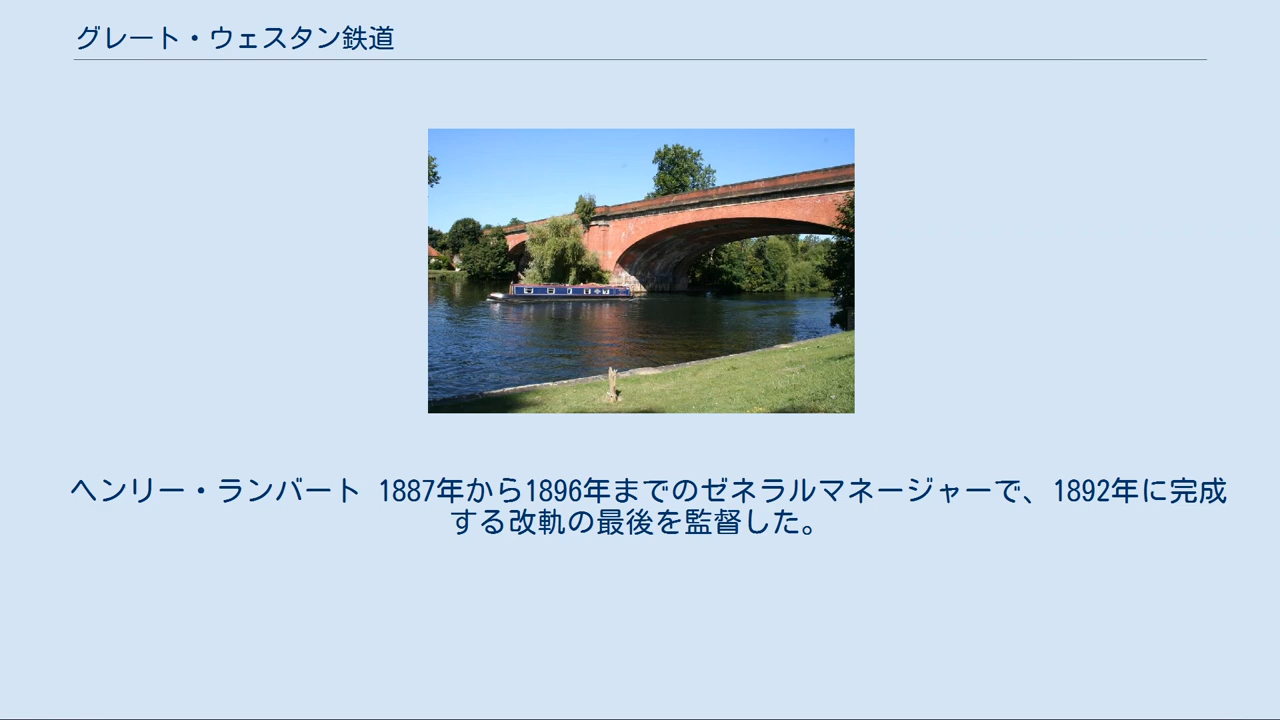 グレート・ウェスタン鉄道
ヘンリー・ランバート 1887年から1896年までのゼネラルマネージャーで、1892年に完成
する改軌の最後を監督した。